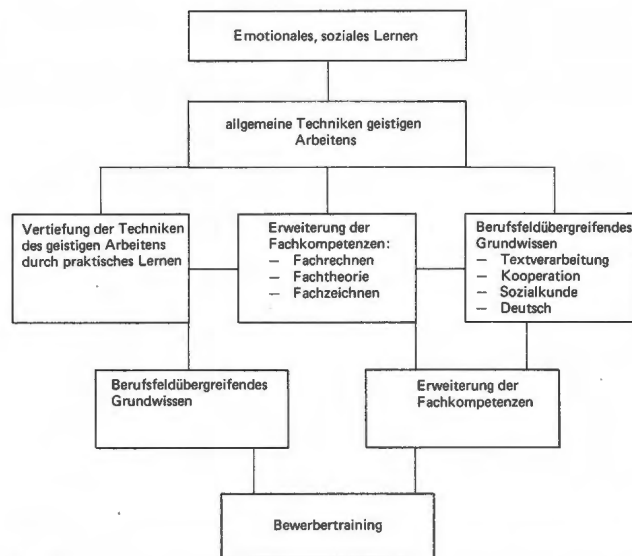 Emotionales, soziales Lernen
allgemeine Techniken geistigen
Arbeitens
Vertiefung der Techniken
des geistigen Arbeitens
durch praktisches Lernen
Erweiterung der
Fachkompetenzen:
— Fachrechnen
— Fachtheorie
— Fachzeichnen
Berufsfeldübergreifendes
Grundwissen
— Textverarbeitung
— Kooperation
— Sozialkunde
— Deutsch
Berufsfeldübergreifendes
Grundwissen
Erweiterung der
Fachkompetenzen
Bewerbertraining